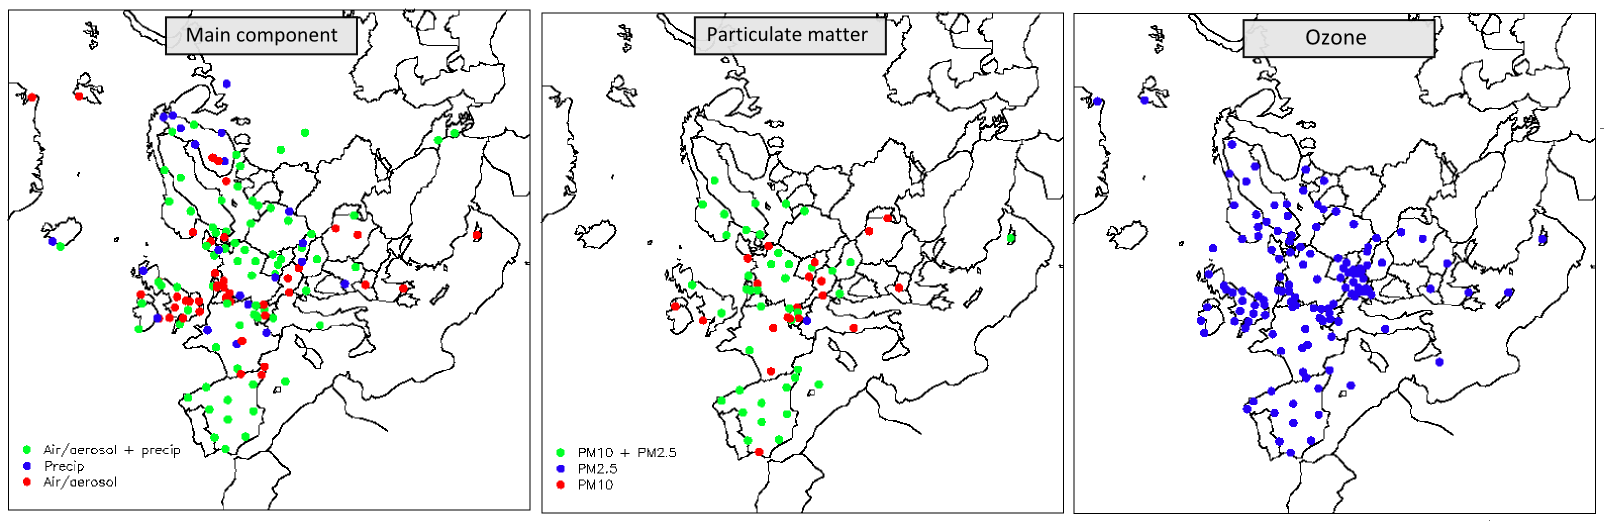 Main component
Particulate matter
Ozone
Air/aerosol + precip
Precip
Air/aerosol
PM10 + PM2.5
PM2.5
PM10